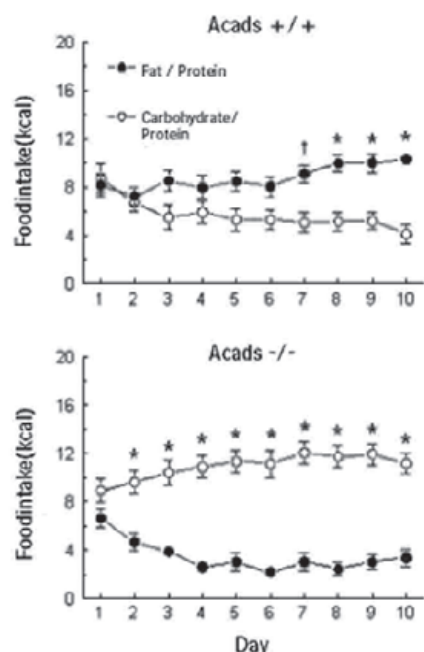 Acads +/+
20
Fat / Protein
16
Carbohydrate/
Protein
12
† * * *
8
4
0
1 2 3 4 5 6 7 8 9 10
Foodintake(kcal)
Acads -/-
20
16
* * * * * * * * *
12
8
4
0
1 2 3 4 5 6 7 8 9 10
Foodintake(kcal)
Day